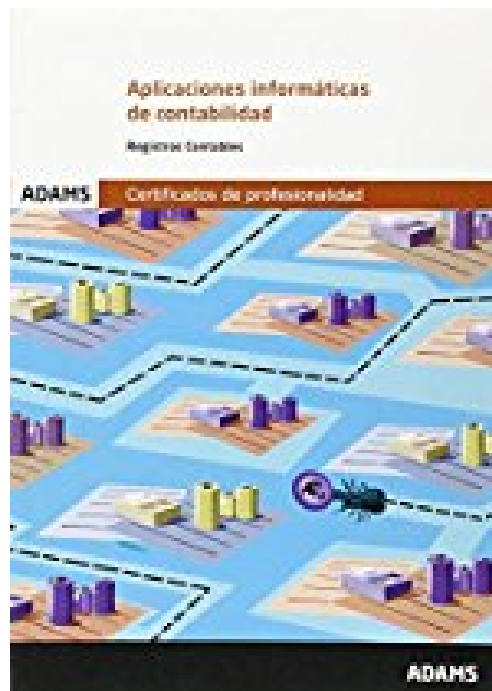 Aplicaciones informáticas
de contabilidad
Registros Contables
ADAMS
Certificados de profesionalidad
ADAMS